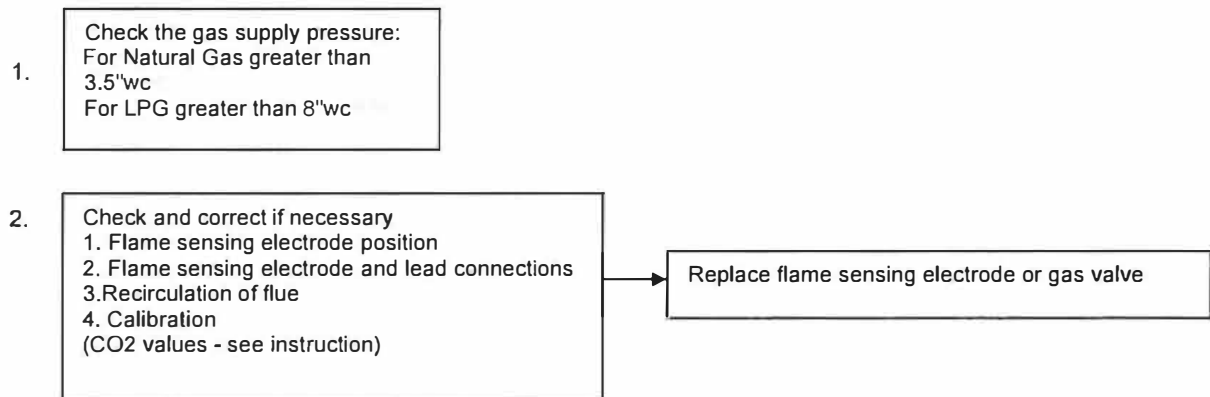 1.
Check the gas supply pressure:
For Natural Gas greater than
3.5"wc
For LPG greater than 8"wc
2.
Check and correct if necessary
1. Flame sensing electrode position
2. Flame sensing electrode and lead connections
3.Recirculation of flue
4. Calibration
(CO2 values - see instruction)
Replace flame sensing electrode or gas valve